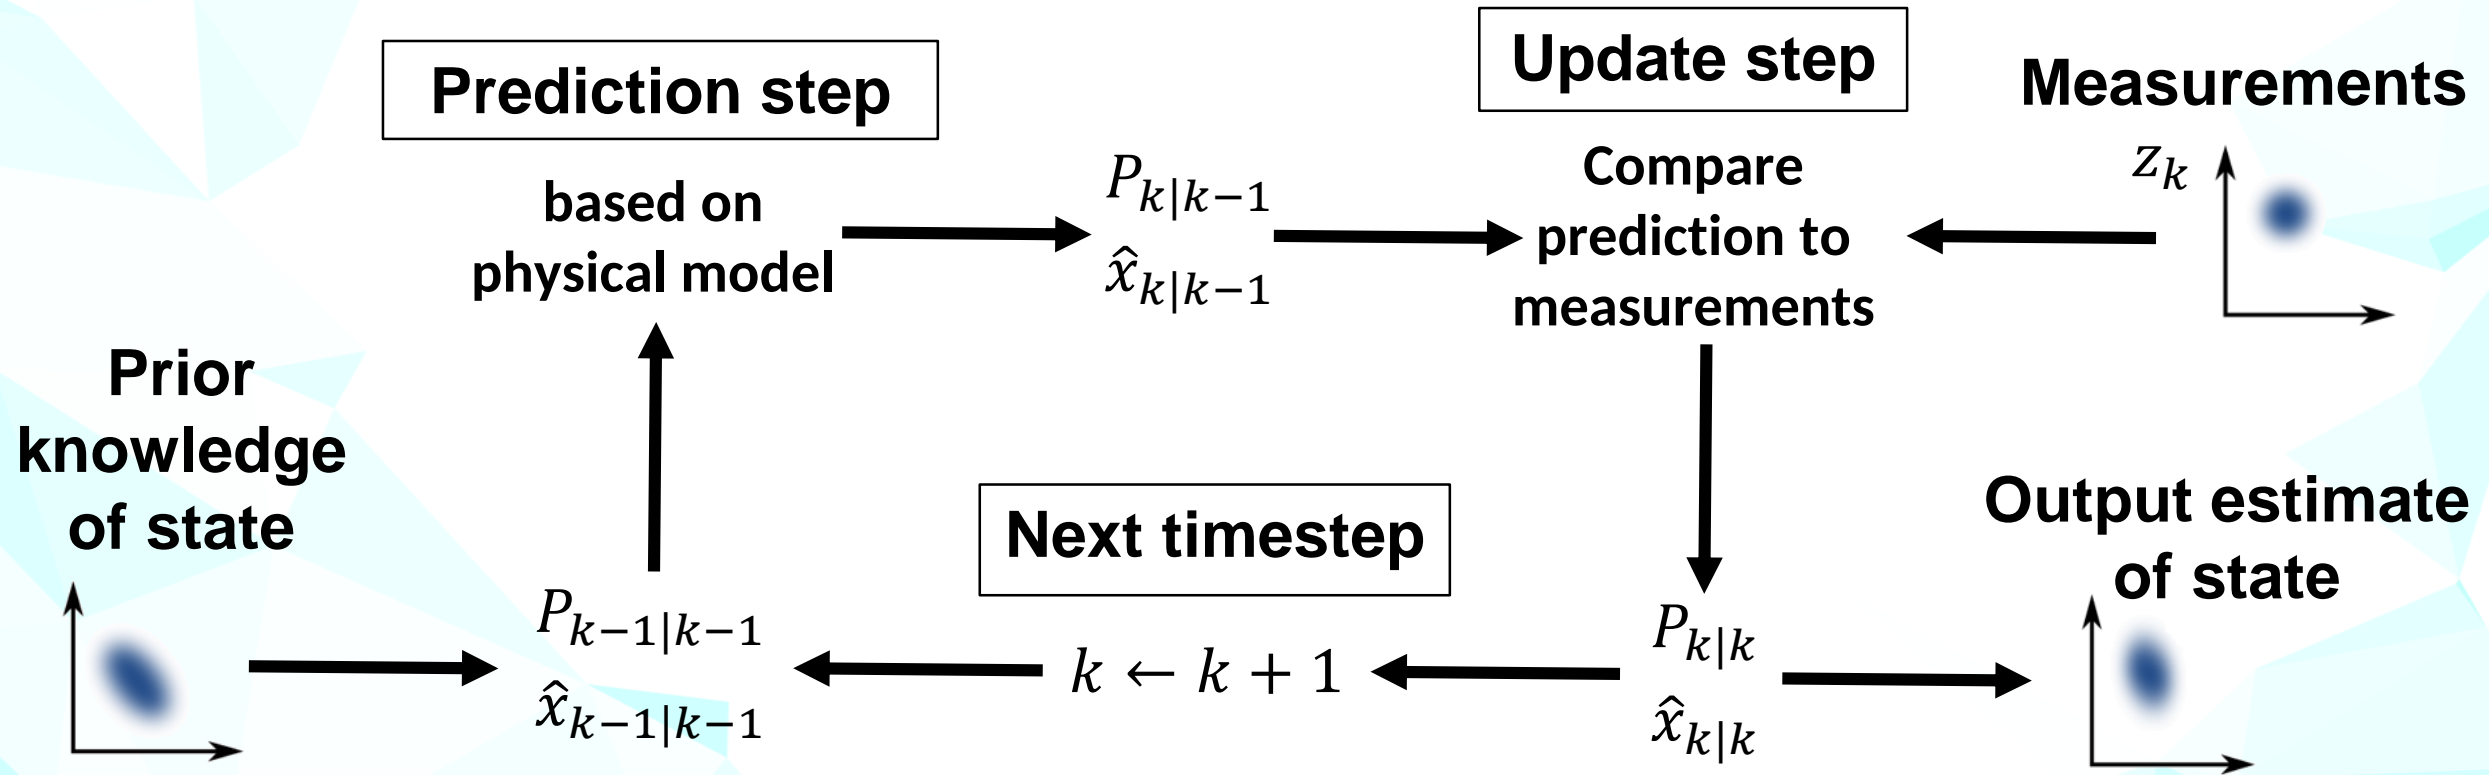 Prediction step
based on
physical model
P_{k|k−1}
x̂_{k|k−1}
Update step
Compare
prediction to
measurements
Measurements
z_k
Prior
knowledge
of state
P_{k−1|k−1}
x̂_{k−1|k−1}
Next timestep
k ← k + 1
P_{k|k}
x̂_{k|k}
Output estimate
of state